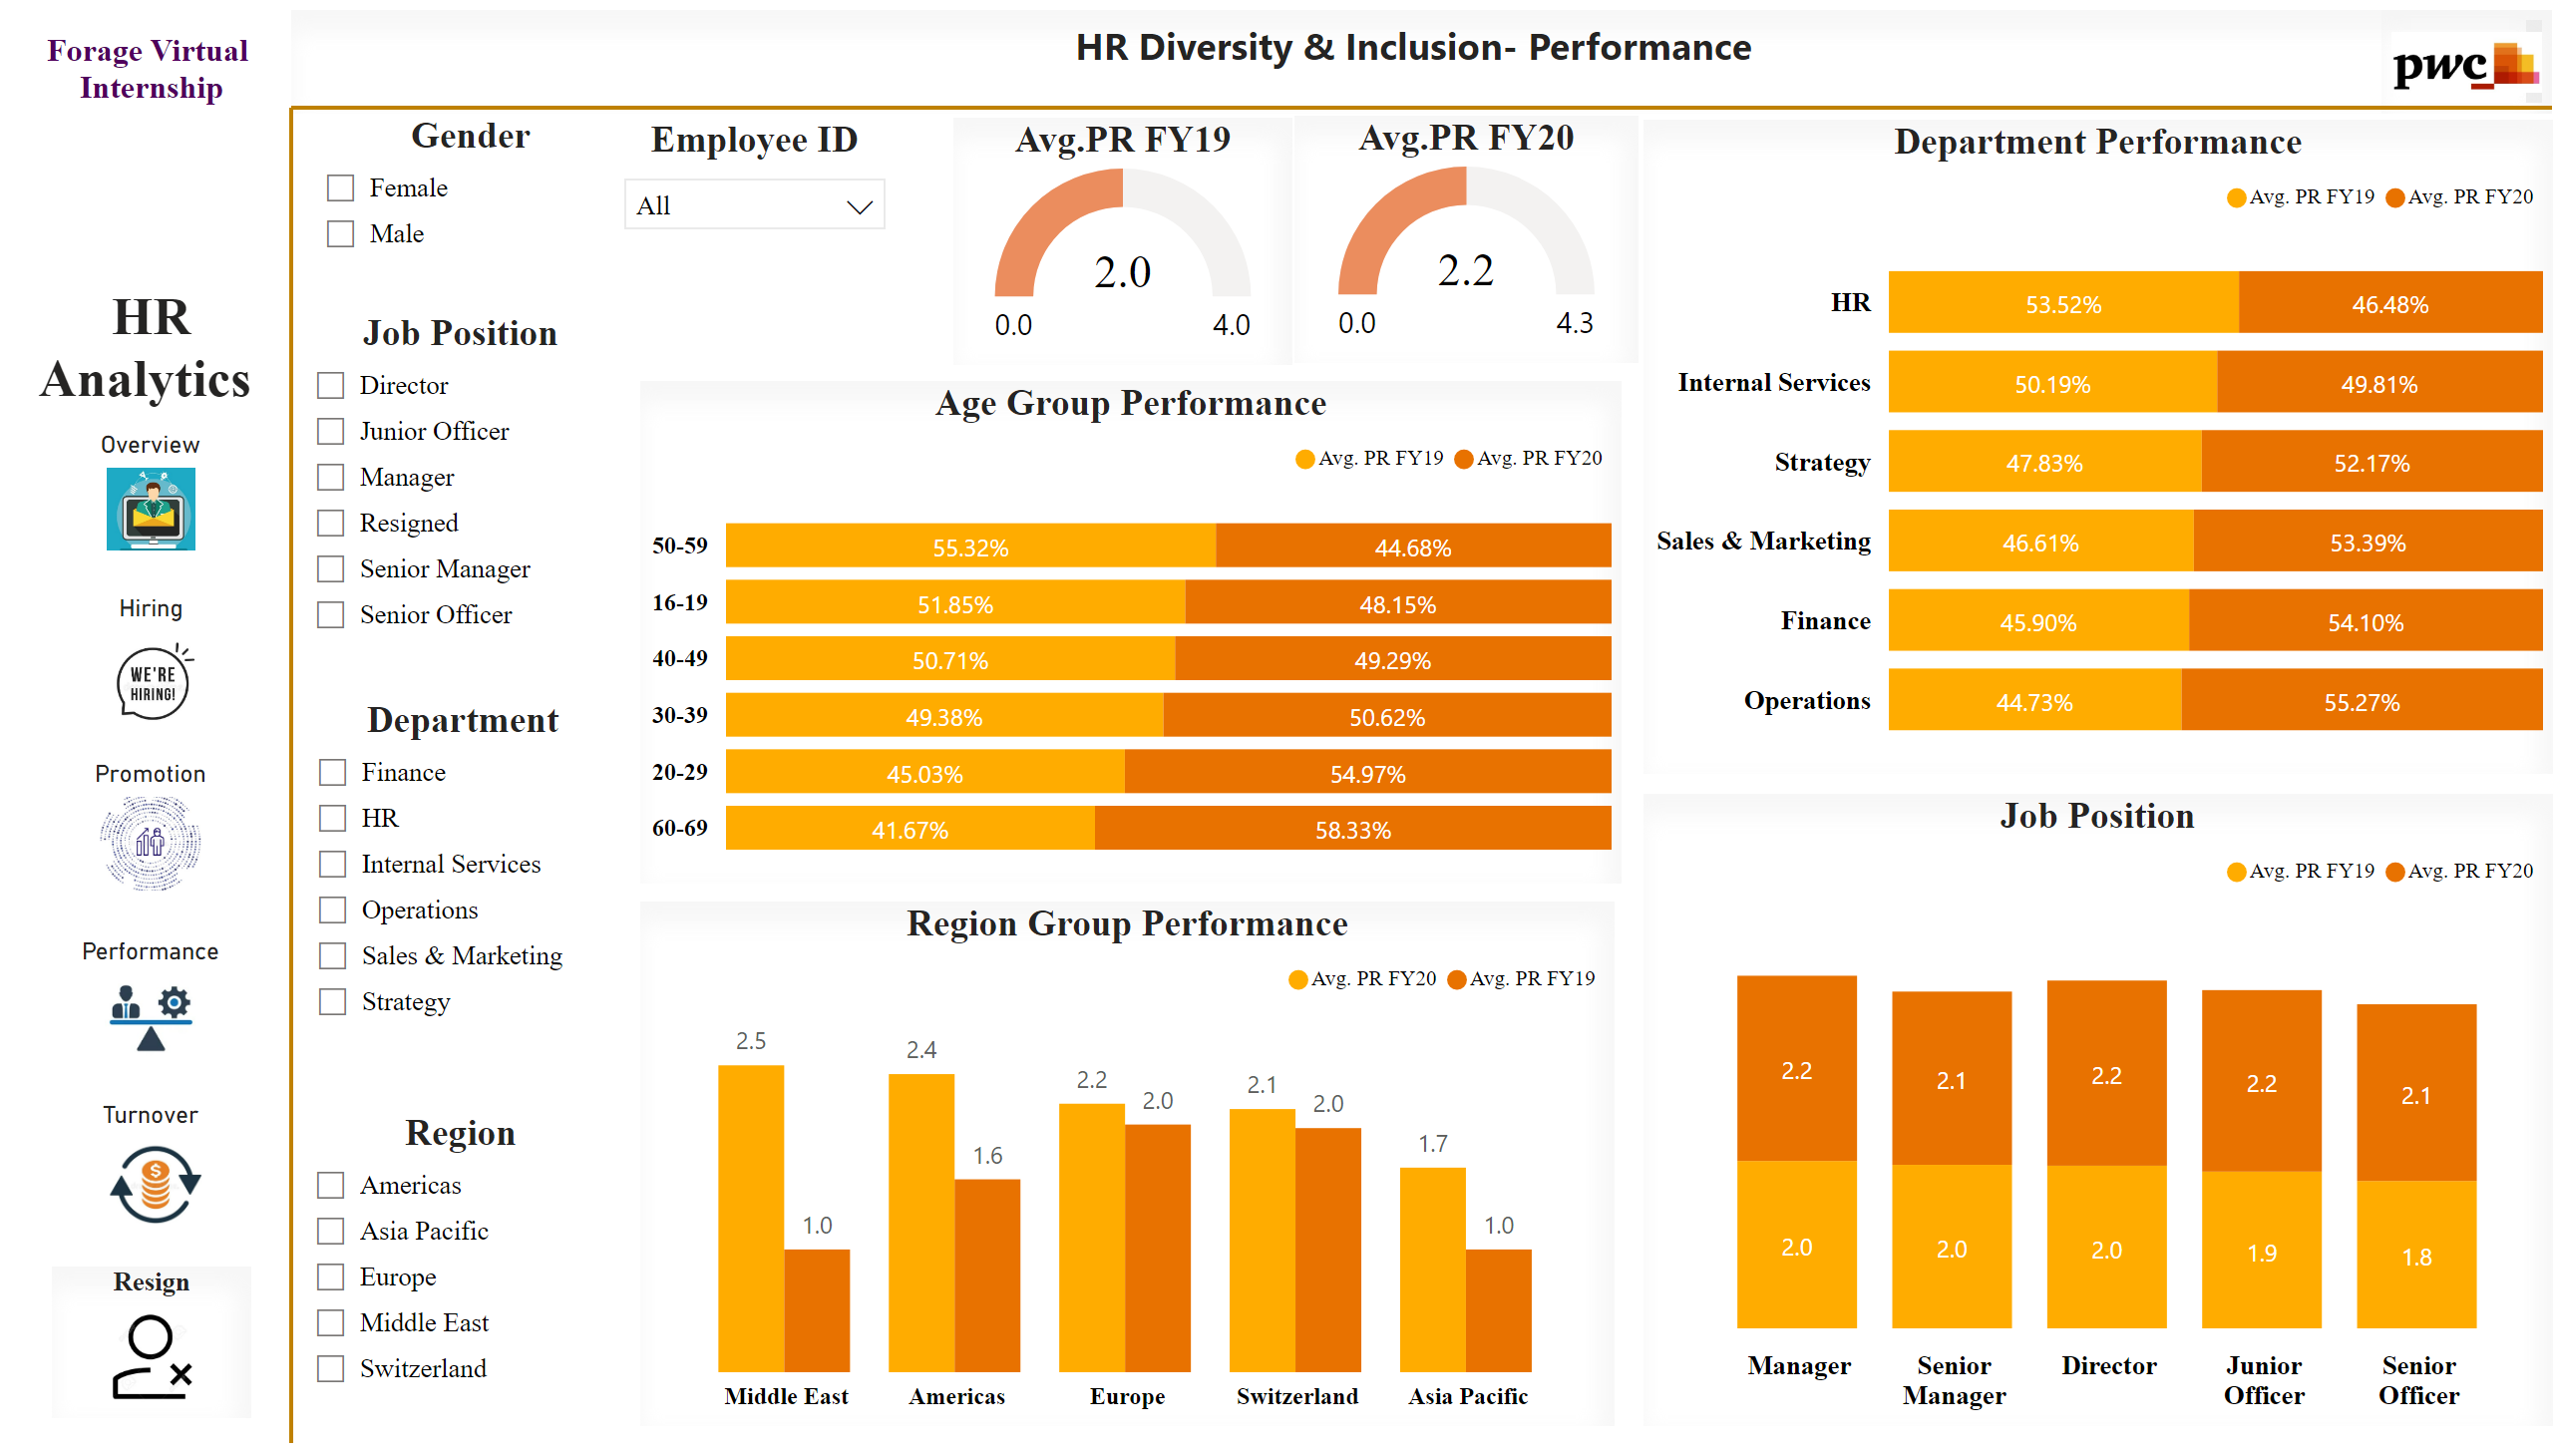 Forage Virtual
Internship
HR Diversity & Inclusion- Performance
pwc
HR
Analytics
Overview
Hiring
WE'RE
HIRING!
Promotion
Performance
Turnover
$
Resign
Gender
Female
Male
Employee ID
All
Job Position
Director
Junior Officer
Manager
Resigned
Senior Manager
Senior Officer
Department
Finance
HR
Internal Services
Operations
Sales & Marketing
Strategy
Region
Americas
Asia Pacific
Europe
Middle East
Switzerland
Avg.PR FY19
2.0
0.0 4.0
Avg.PR FY20
2.2
0.0 4.3
Age Group Performance
Avg. PR FY19 Avg. PR FY20
50-59 55.32% 44.68%
16-19 51.85% 48.15%
40-49 50.71% 49.29%
30-39 49.38% 50.62%
20-29 45.03% 54.97%
60-69 41.67% 58.33%
Region Group Performance
Avg. PR FY20 Avg. PR FY19
2.5 1.0 2.4 1.6 2.2 2.0 2.1 2.0 1.7 1.0
Middle East Americas Europe Switzerland Asia Pacific
Department Performance
Avg. PR FY19 Avg. PR FY20
HR 53.52% 46.48%
Internal Services 50.19% 49.81%
Strategy 47.83% 52.17%
Sales & Marketing 46.61% 53.39%
Finance 45.90% 54.10%
Operations 44.73% 55.27%
Job Position
Avg. PR FY19 Avg. PR FY20
2.2 2.1 2.2 2.2 2.1
2.0 2.0 2.0 1.9 1.8
Manager Senior Director Junior Senior
Manager Officer Officer